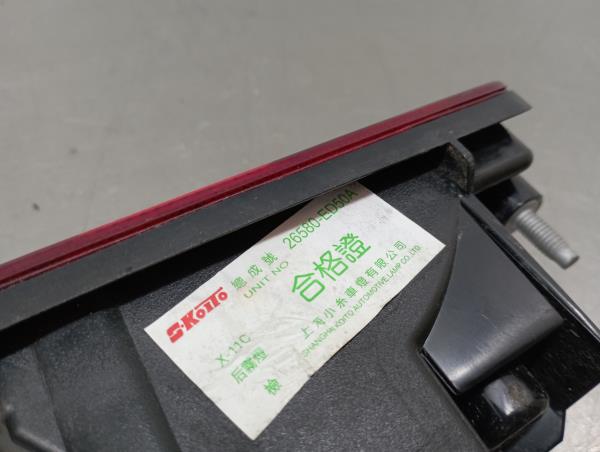 S·KOITO
總成號
UNIT NO
26580-ED50A
合格證
X-11C
后霧燈
上海小糸車燈有限公司
SHANGHAI KOITO AUTOMOTIVE LAMP CO.,LTD.
檢